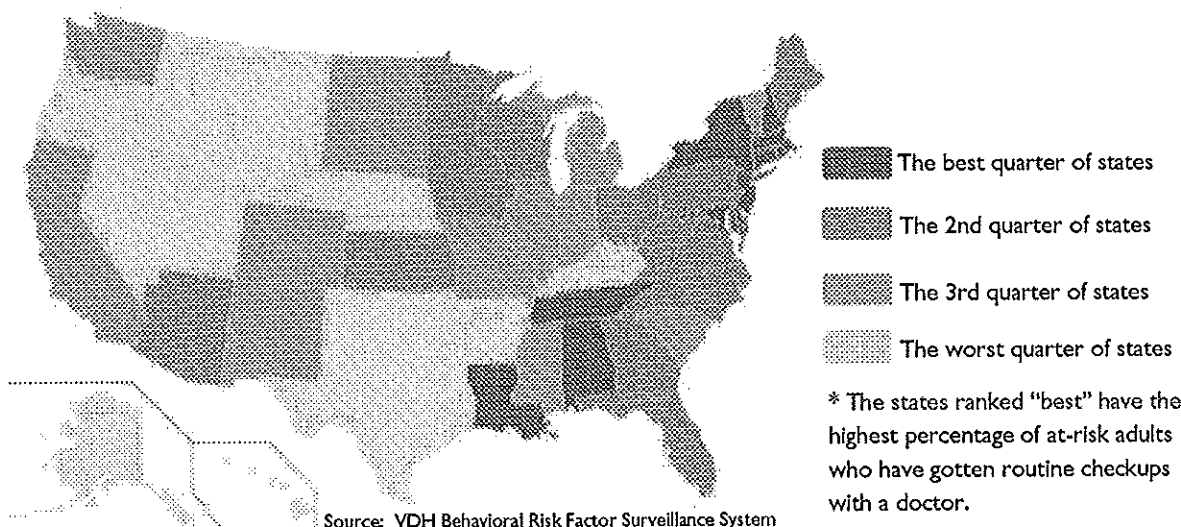 The best quarter of states
The 2nd quarter of states
The 3rd quarter of states
The worst quarter of states
* The states ranked “best” have the
highest percentage of at-risk adults
who have gotten routine checkups
with a doctor.
Source: VDH Behavioral Risk Factor Surveillance System